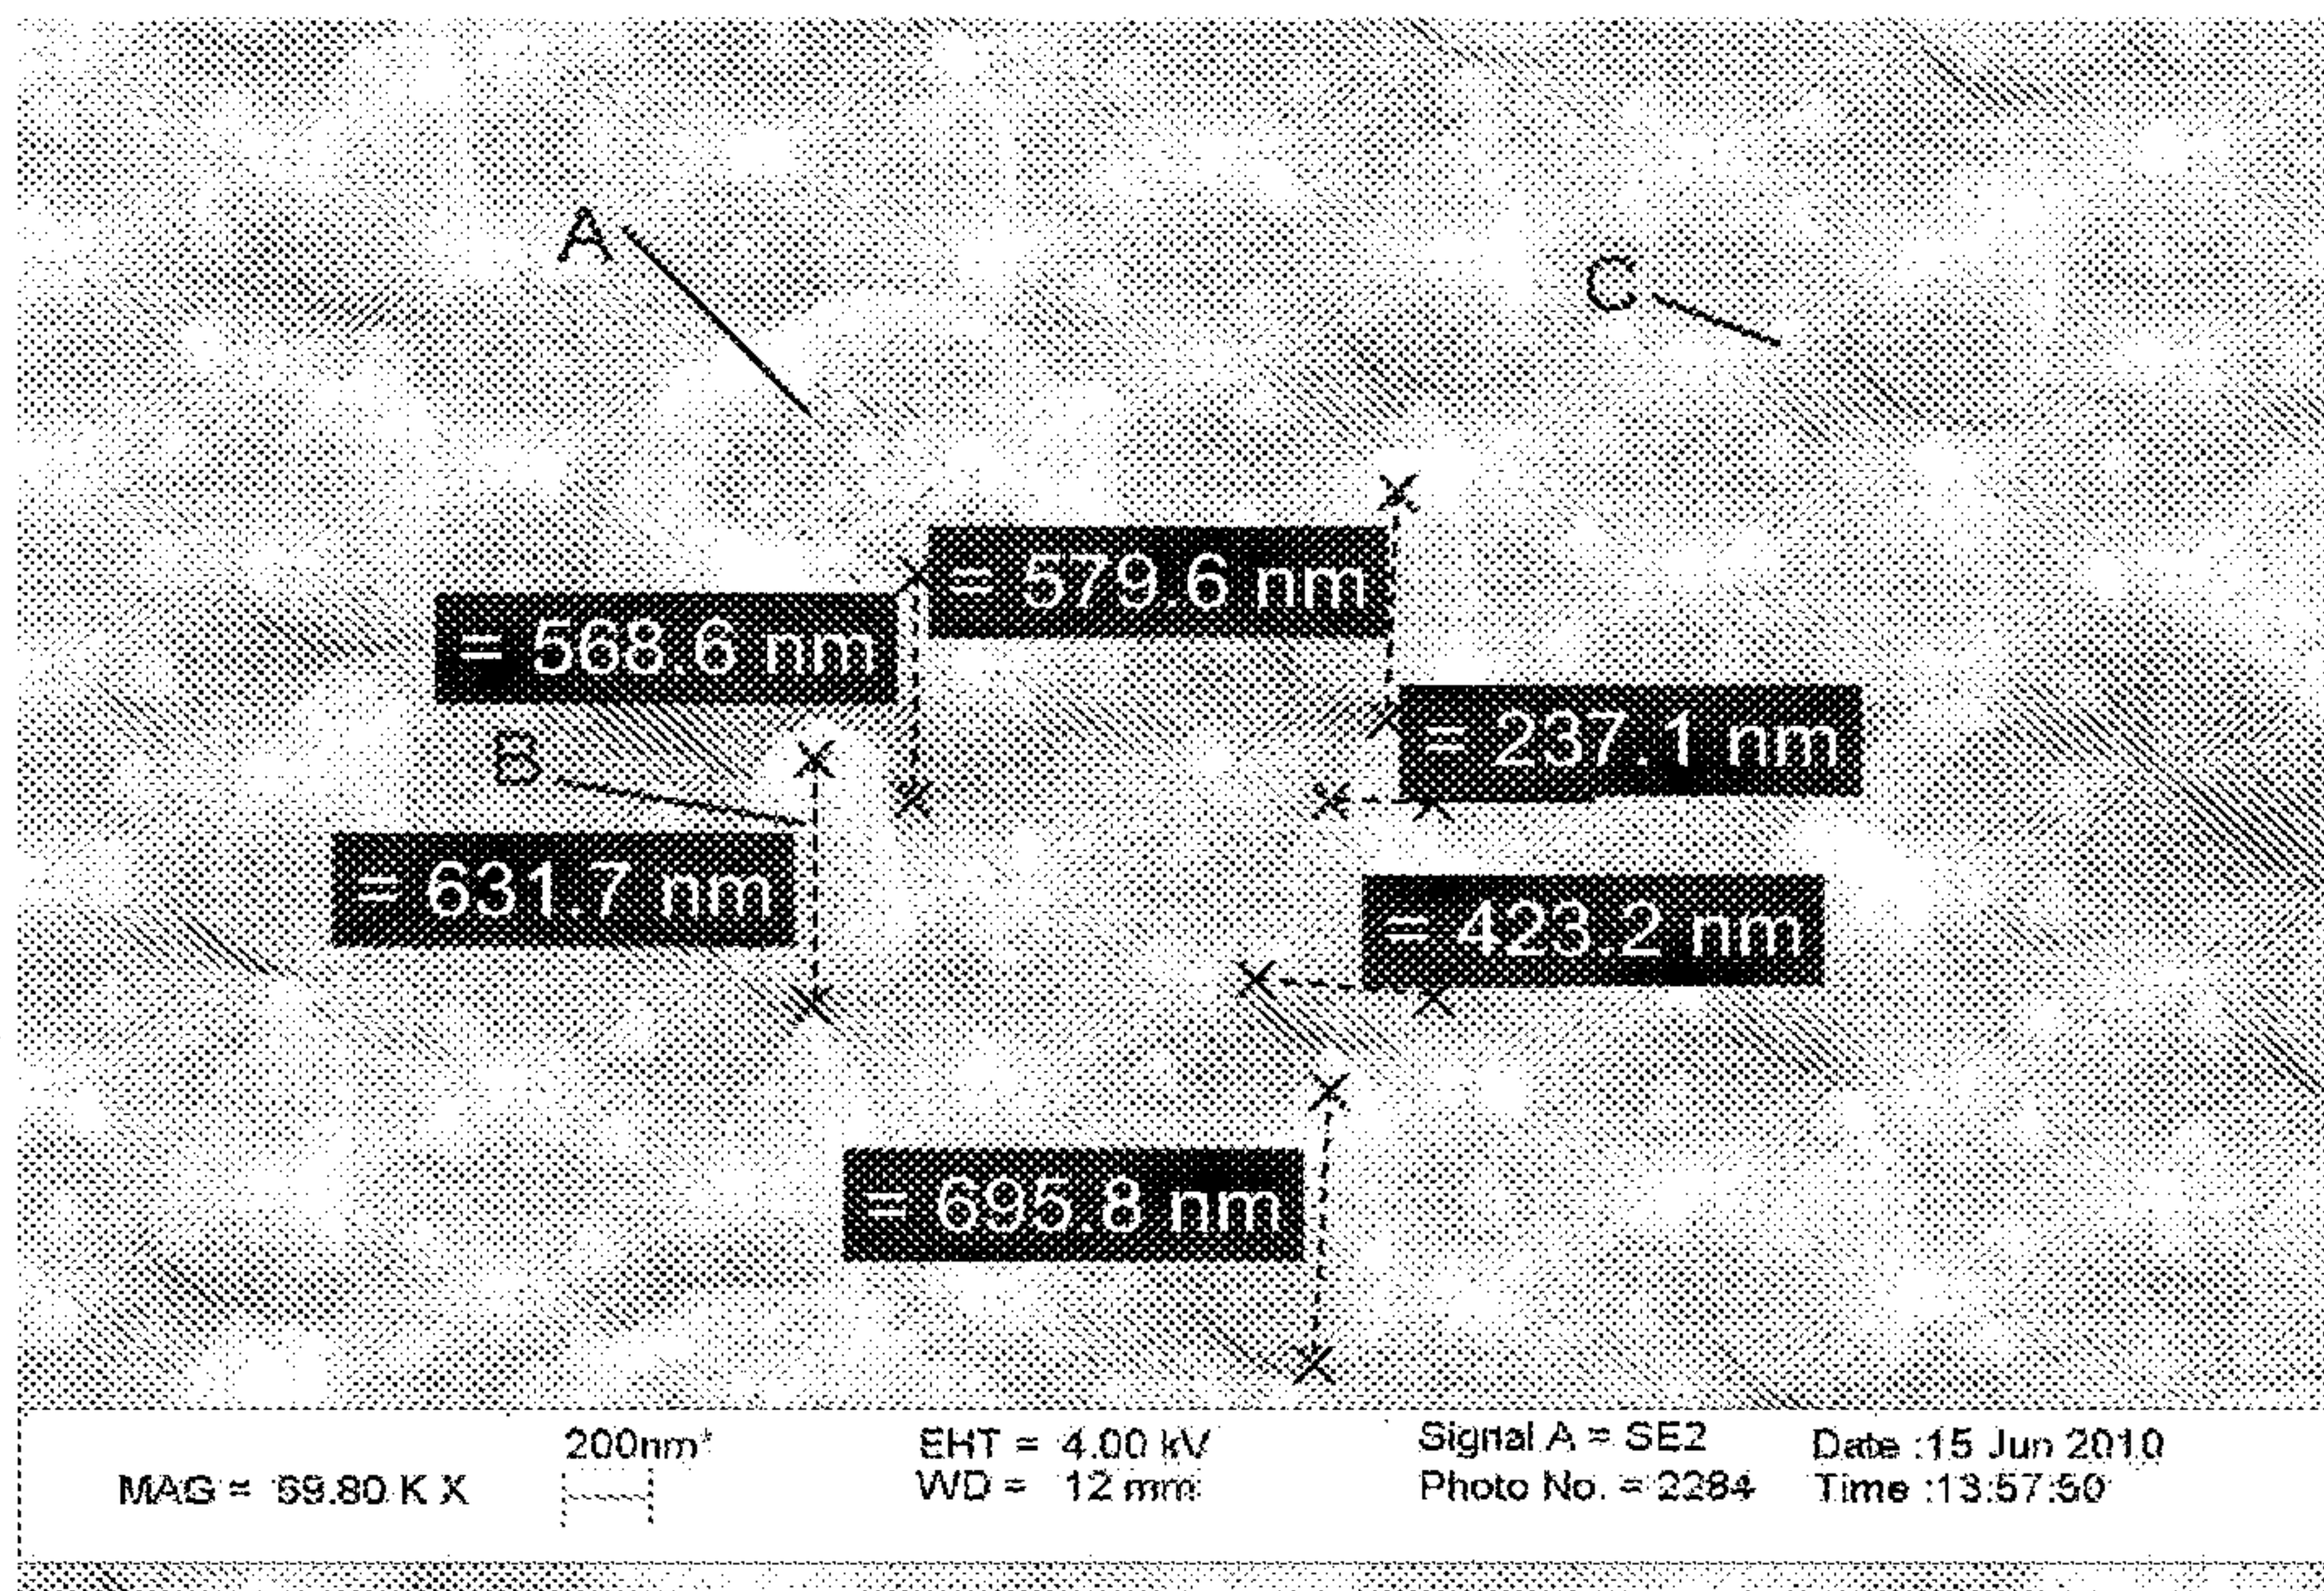 A
C
= 579.6 nm
= 568.6 nm
= 237.1 nm
B
= 631.7 nm
= 423.2 nm
= 695.8 nm
200nm*
EHT = 4.00 kV
Signal A = SE2
Date :15 Jun 2010
MAG = 69.80 K X
WD = 12 mm
Photo No. = 2284
Time :13:57:50